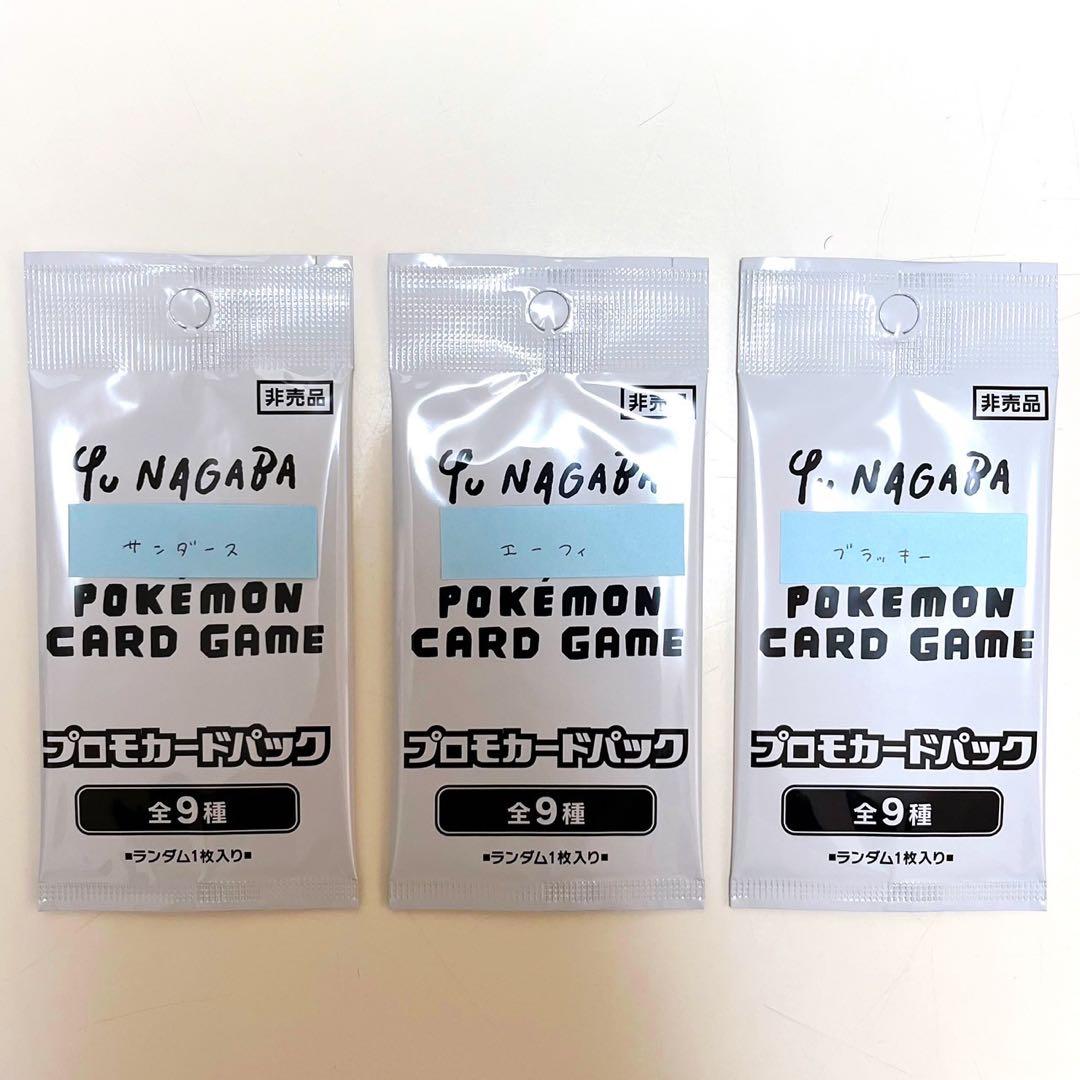 非売品
Yu NAGABA
サンダース
POKÉMON
CARD GAME
プロモカードパック
全9種
■ランダム1枚入り■
非売品
Yu NAGABA
エーフィ
POKÉMON
CARD GAME
プロモカードパック
全9種
■ランダム1枚入り■
非売品
Yu NAGABA
ブラッキー
POKÉMON
CARD GAME
プロモカードパック
全9種
■ランダム1枚入り■